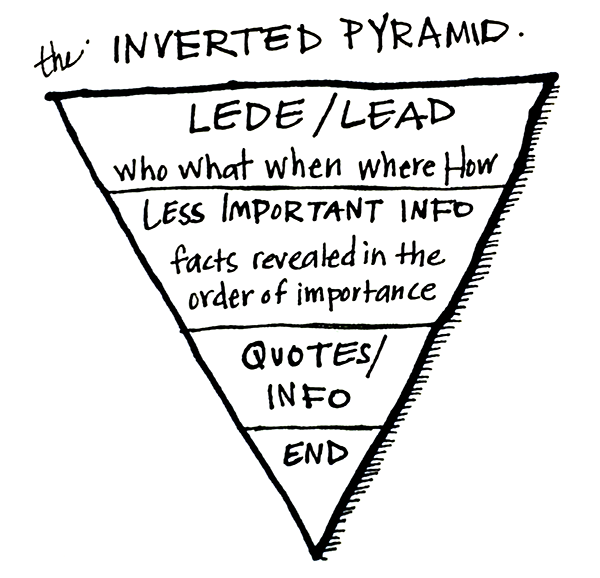 the INVERTED PYRAMID.
LEDE/LEAD
who what when where How
LESS IMPORTANT INFO
facts revealed in the
order of importance
QUOTES/
INFO
END